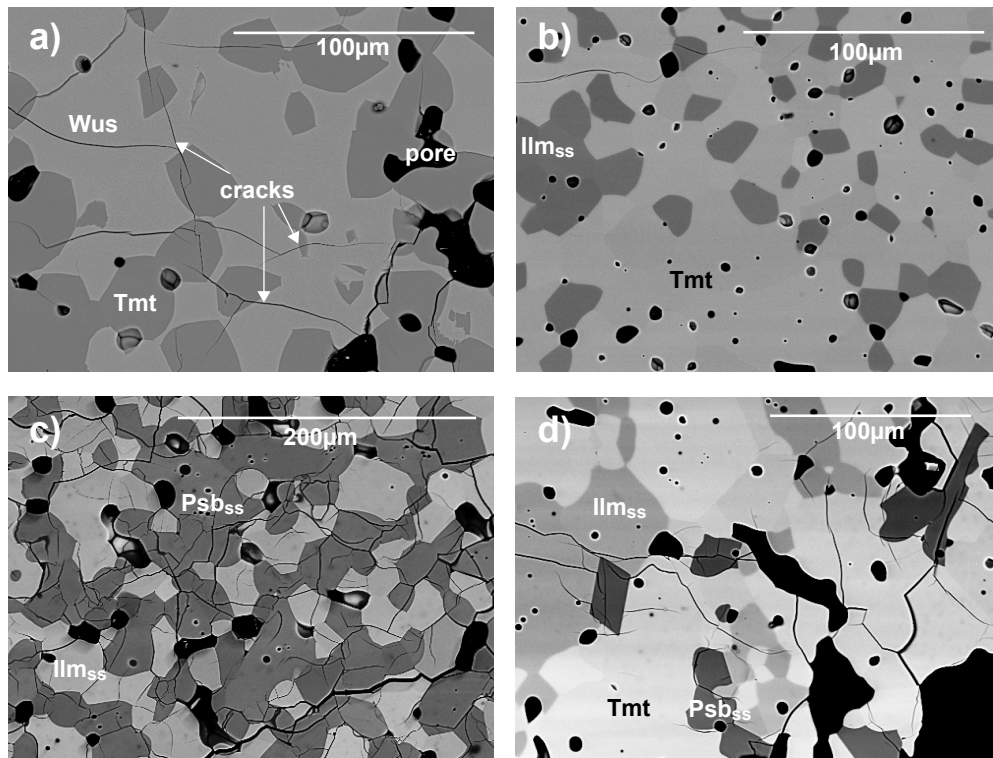 a)
100µm
Wus
pore
cracks
Tmt
b)
100µm
Ilmss
Tmt
c)
200µm
Psbss
Ilmss
d)
100µm
Ilmss
Tmt
Psbss